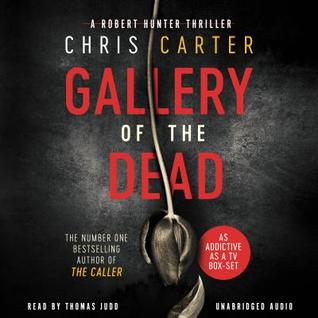 A ROBERT HUNTER THRILLER
CHRIS CARTER
GALLERY
OF THE
DEAD
THE NUMBER ONE
BESTSELLING
AUTHOR OF
THE CALLER
AS
ADDICTIVE
AS A TV
BOX-SET
READ BY THOMAS JUDD
UNABRIDGED AUDIO